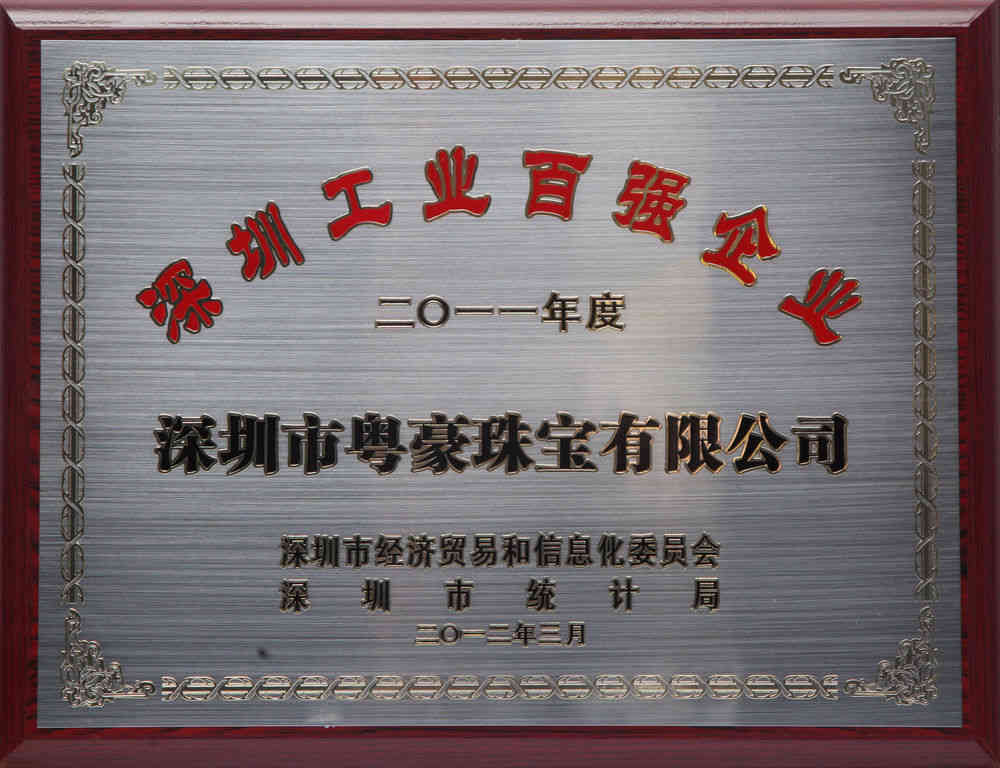 深圳工业百强企业
二〇一一年度
深圳市粤豪珠宝有限公司
深圳市经济贸易和信息化委员会
深圳市统计局
二〇一二年三月